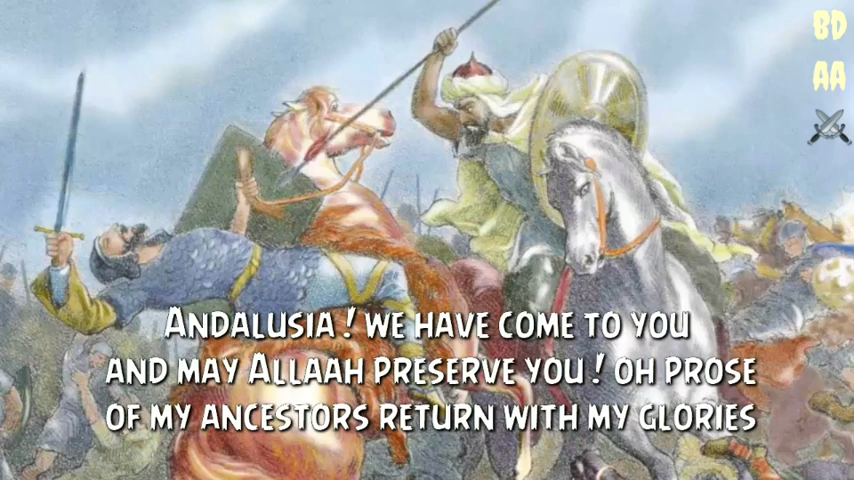 BD
AA
Andalusia ! we have come to you
and may Allaah preserve you ! oh prose
of my ancestors return with my glories